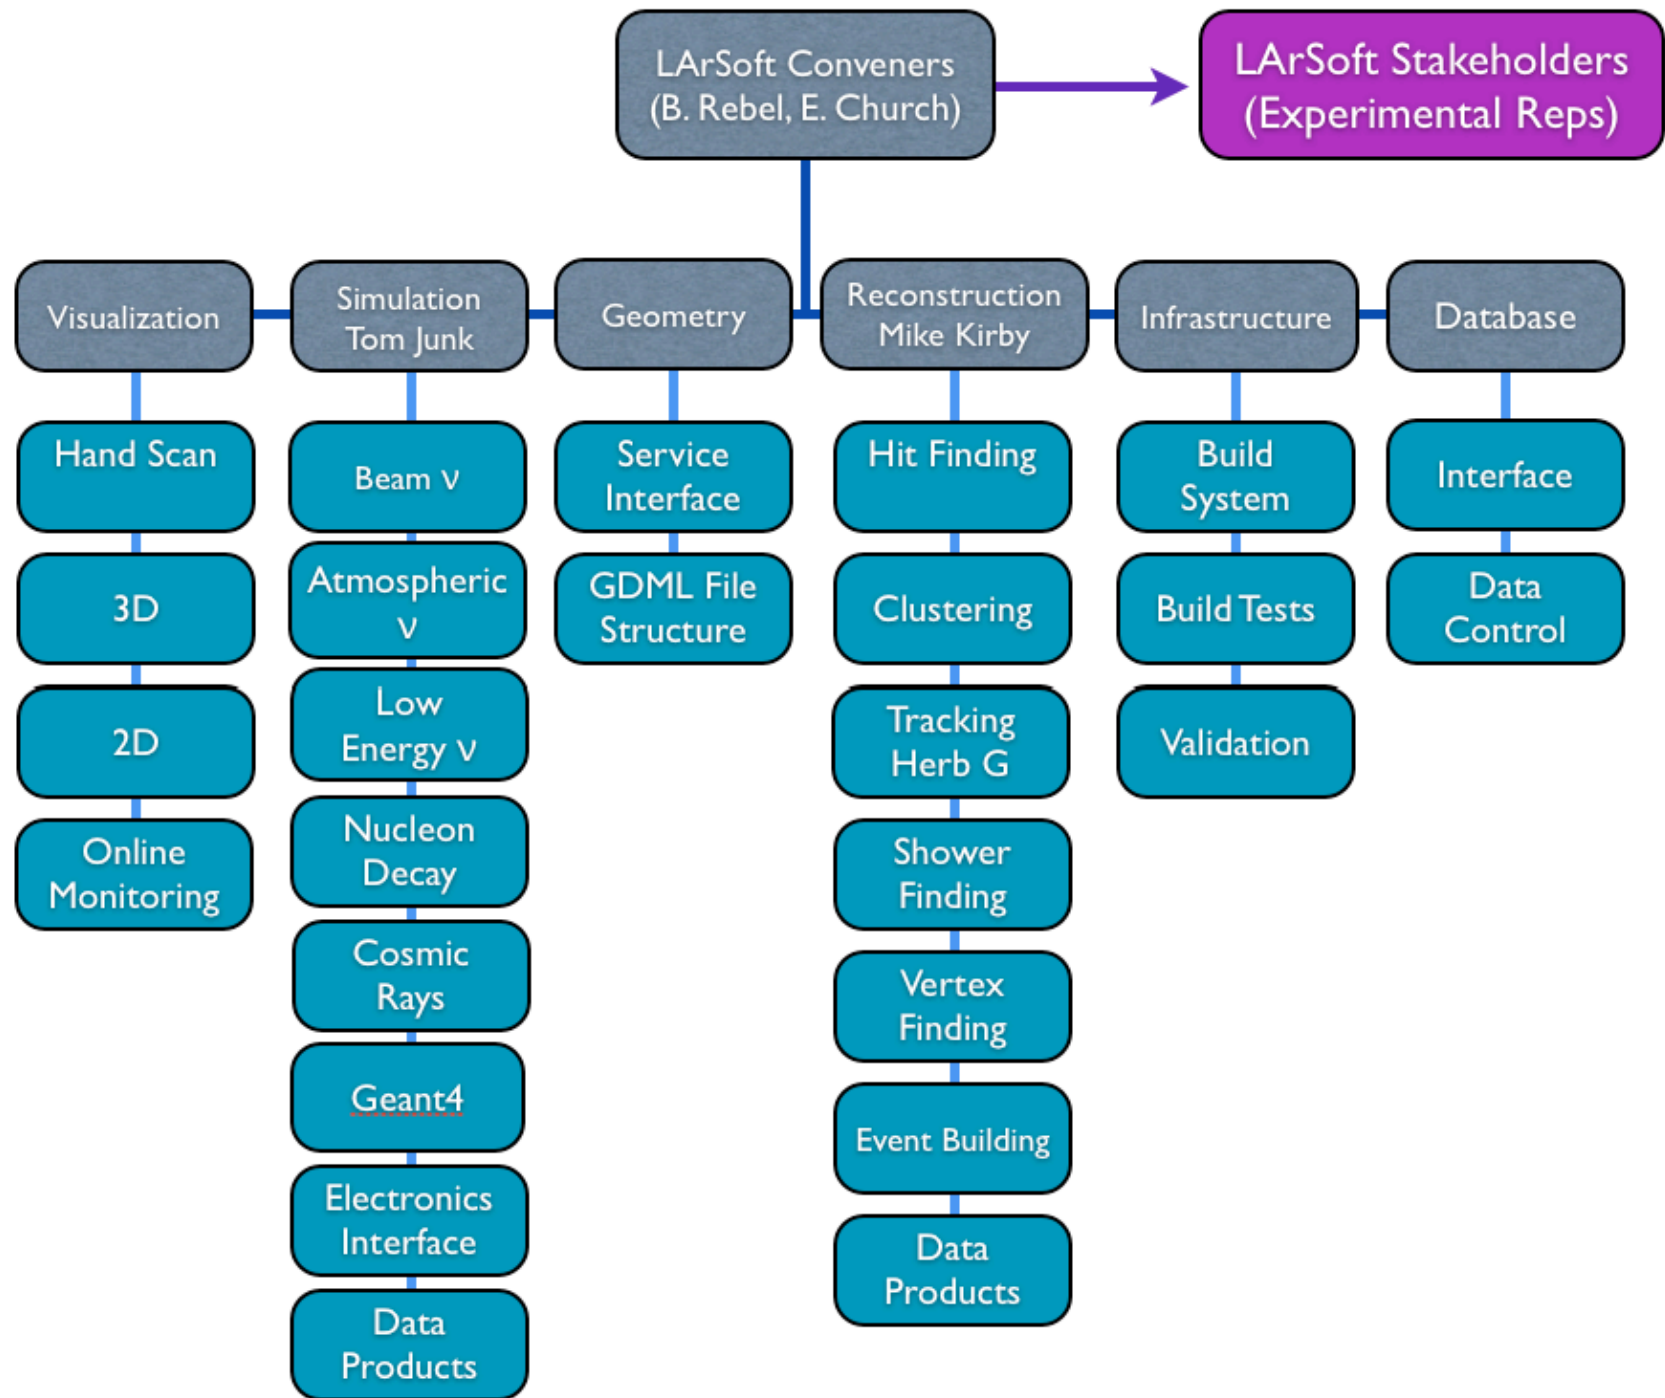 LArSoft Conveners
(B. Rebel, E. Church)
LArSoft Stakeholders
(Experimental Reps)
Visualization
Simulation
Tom Junk
Geometry
Reconstruction
Mike Kirby
Infrastructure
Database
Hand Scan
3D
2D
Online
Monitoring
Beam ν
Atmospheric
ν
Low
Energy ν
Nucleon
Decay
Cosmic
Rays
Geant4
Electronics
Interface
Data
Products
Service
Interface
GDML File
Structure
Hit Finding
Clustering
Tracking
Herb G
Shower
Finding
Vertex
Finding
Event Building
Data
Products
Build
System
Build Tests
Validation
Interface
Data
Control